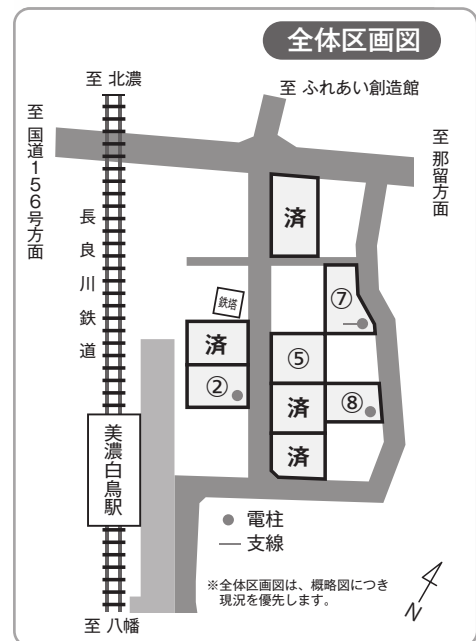 全体区画図
至 北濃
至 ふれあい創造館
至 国道156号方面
至 那留方面
長良川鉄道
済
⑦
鉄塔
済
⑤
②
済
⑧
済
美濃白鳥駅
電柱
支線
※全体区画図は、概略図につき
現況を優先します。
N
至 八幡